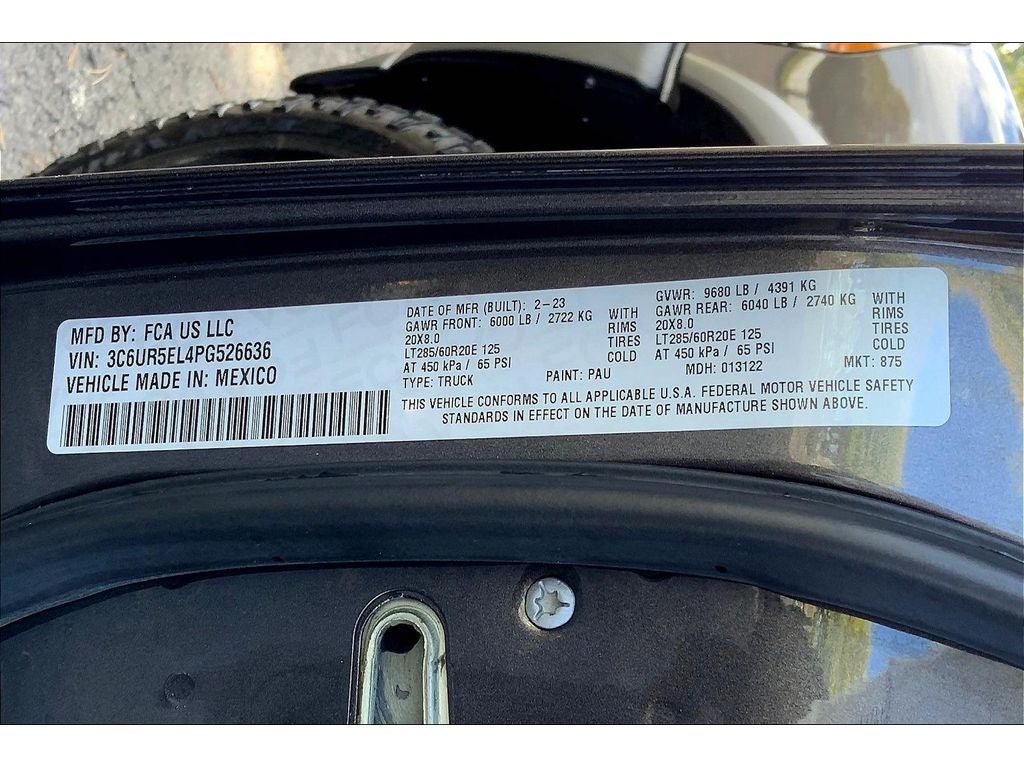 MFD BY: FCA US LLC
VIN: 3C6UR5EL4PG526636
VEHICLE MADE IN: MEXICO
DATE OF MFR (BUILT): 2-23
GAWR FRONT: 6000 LB / 2722 KG WITH
20X8.0 RIMS
LT285/60R20E 125 TIRES
AT 450 kPa / 65 PSI COLD
TYPE: TRUCK PAINT: PAU
GVWR: 9680 LB / 4391 KG
GAWR REAR: 6040 LB / 2740 KG WITH
20X8.0 RIMS
LT285/60R20E 125 TIRES
AT 450 kPa / 65 PSI COLD
MDH: 013122 MKT: 875
THIS VEHICLE CONFORMS TO ALL APPLICABLE U.S.A. FEDERAL MOTOR VEHICLE SAFETY
STANDARDS IN EFFECT ON THE DATE OF MANUFACTURE SHOWN ABOVE.